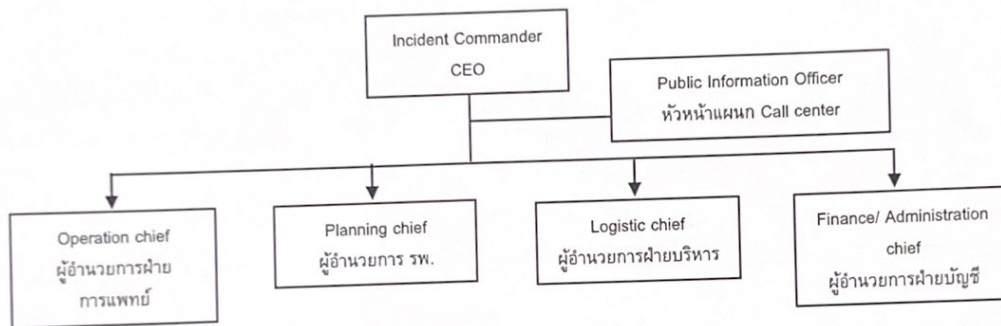 Incident Commander
CEO
Public Information Officer
หัวหน้าแผนก Call center
Operation chief
ผู้อำนวยการฝ่าย
การแพทย์
Planning chief
ผู้อำนวยการ รพ.
Logistic chief
ผู้อำนวยการฝ่ายบริหาร
Finance/ Administration
chief
ผู้อำนวยการฝ่ายบัญชี